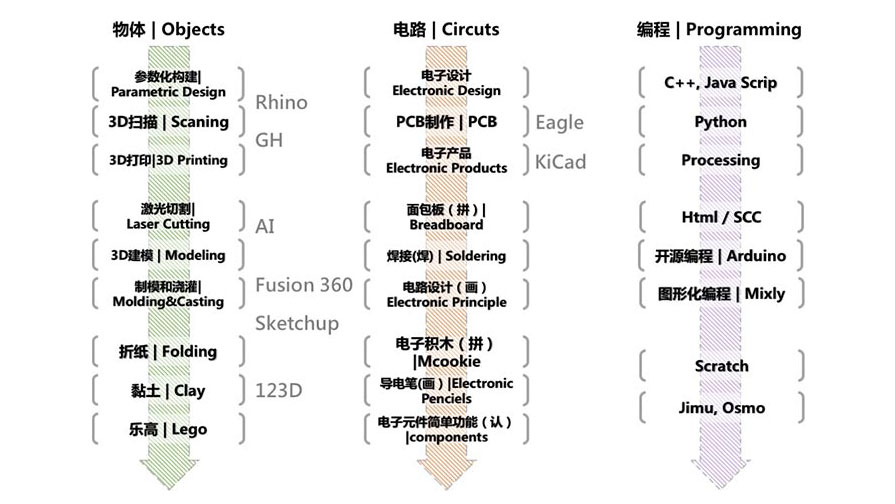 物体 | Objects
参数化构建|
Parametric Design
3D扫描 | Scaning
3D打印|3D Printing
激光切割|
Laser Cutting
3D建模 | Modeling
制模和浇灌|
Molding&Casting
折纸 | Folding
黏土 | Clay
乐高 | Lego
Rhino
GH
AI
Fusion 360
Sketchup
123D
电路 | Circuts
电子设计
Electronic Design
PCB制作 | PCB
电子产品
Electronic Products
面包板（拼）|
Breadboard
焊接(焊) | Soldering
电路设计（画）
Electronic Principle
电子积木（拼）
|Mcookie
导电笔(画）|Electronic
Penciels
电子元件简单功能（认）
|components
Eagle
KiCad
编程 | Programming
C++, Java Scrip
Python
Processing
Html / SCC
开源编程 | Arduino
图形化编程 | Mixly
Scratch
Jimu, Osmo